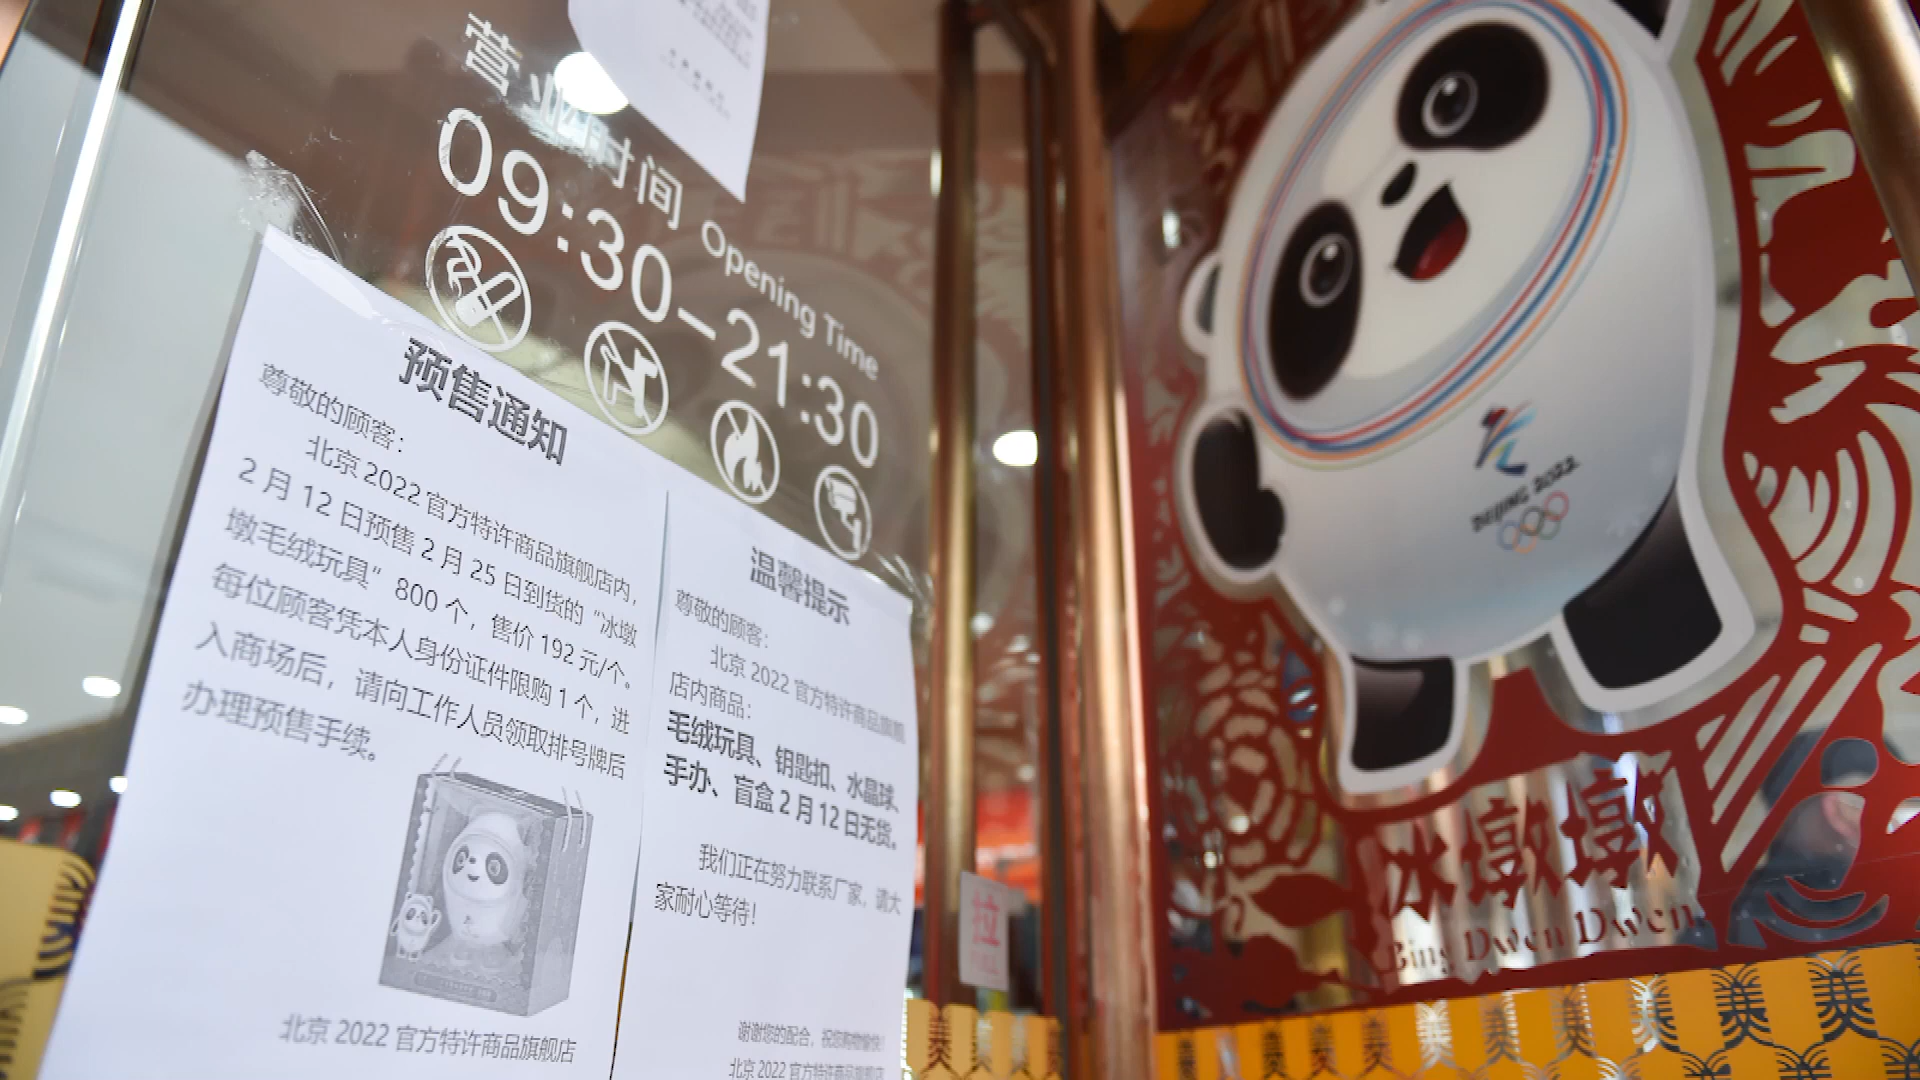 营业时间 Opening Time
09:30-21:30
预售通知
尊敬的顾客：
北京 2022 官方特许商品旗舰店内，
2 月 12 日预售 2 月 25 日到货的“冰墩
墩毛绒玩具” 800 个，售价 192 元/个。
每位顾客凭本人身份证件限购 1 个，进
入商场后，请向工作人员领取排号牌后
办理预售手续。
北京 2022 官方特许商品旗舰店
温馨提示
尊敬的顾客：
北京 2022 官方特许商品旗舰
店内商品：
毛绒玩具、钥匙扣、水晶球、
手办、盲盒 2 月 12 日无货。
我们正在努力联系厂家，请大
家耐心等待！
谢谢您的配合，祝您购物愉快！
北京 2022 官方特许商品旗舰店
拉
BEIJING 2022
冰墩墩
Bing Dwen Dwen